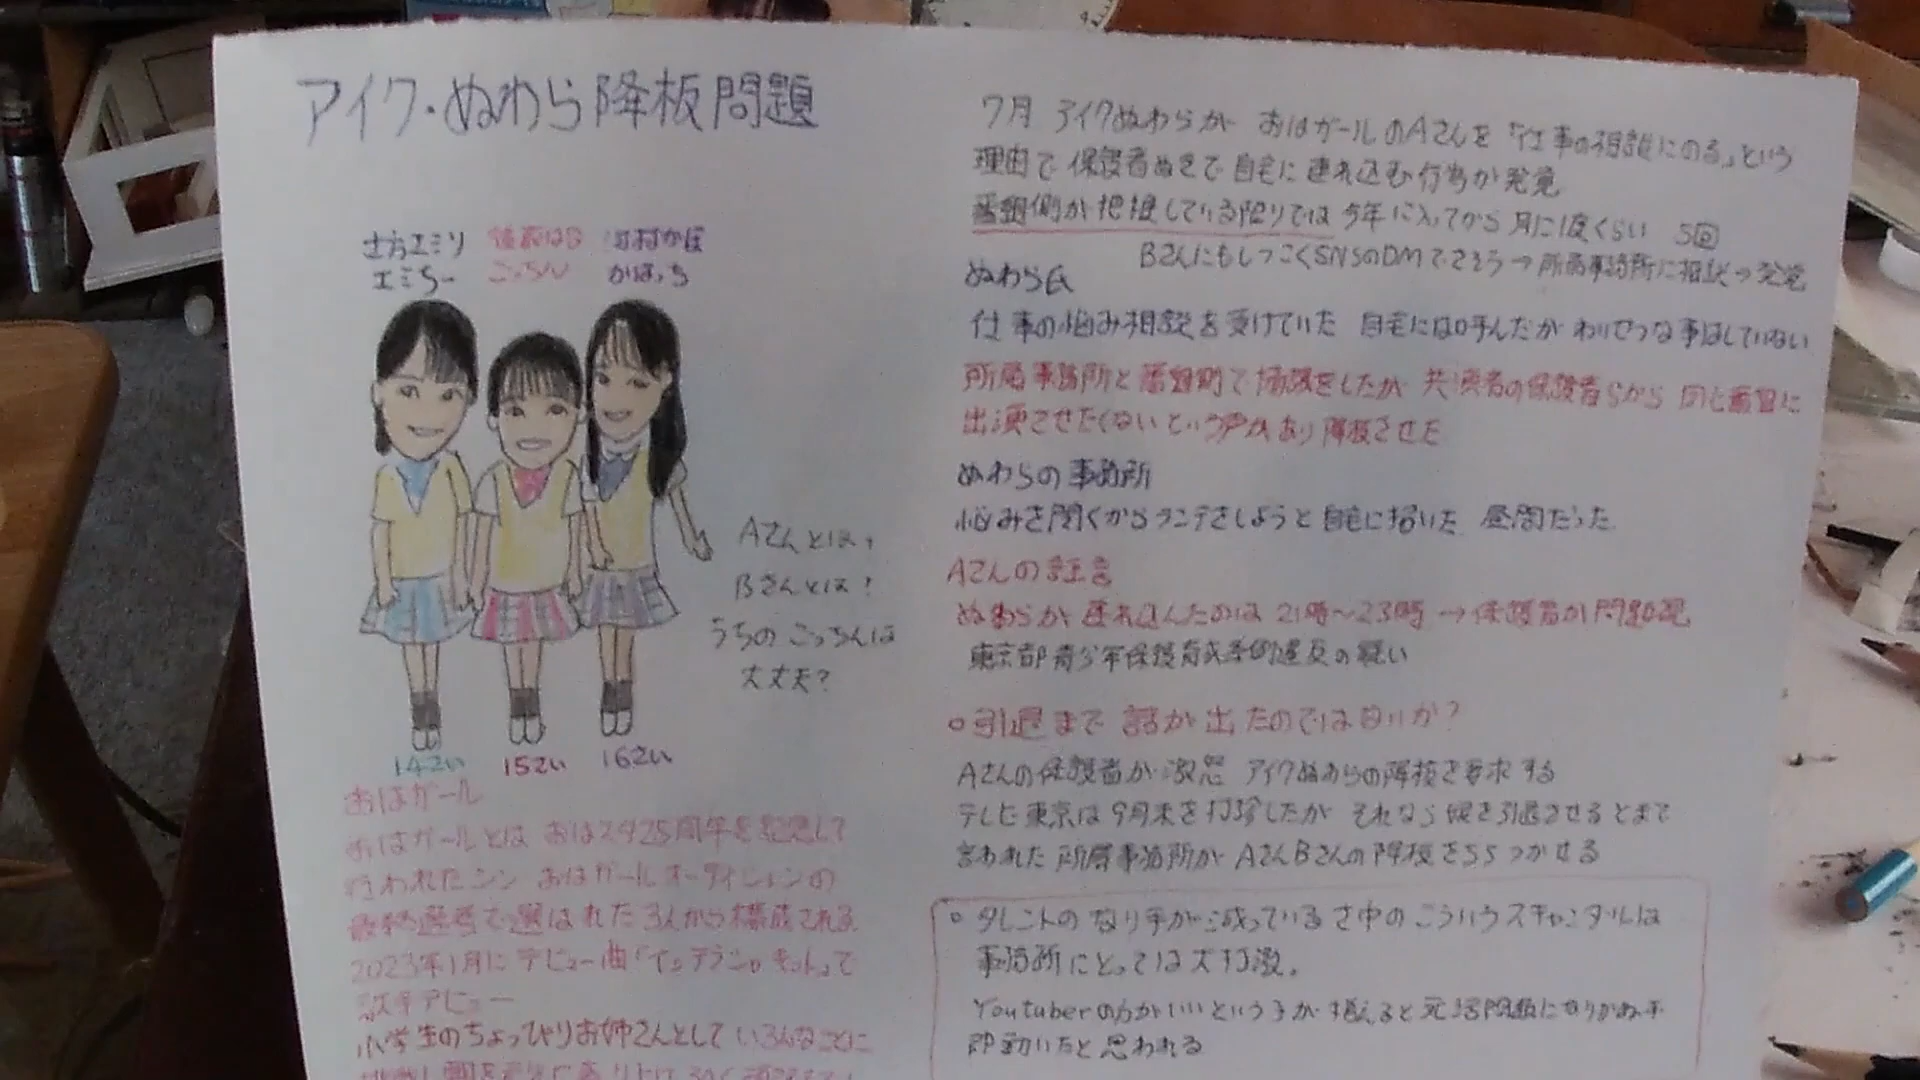 アイク・ぬわら降板問題
エミリ
エミちー
こっちん
かほっち
Aさんとは？
Bさんとは！
うちのこっちんは
大丈夫？
14さい 15さい 16さい
おはガール
おはガールとは おはスタ25周年を記念して
行われたシン おはガールオーディションの
最終選考で選ばれた3人から構成される
2023年1月に デビュー曲「
小学生のちょっぴりお姉さんとして いろんなことに
7月 アイクぬわらが おはガールのAさんを 「仕事の相談にのる」という
理由で 保護者ぬきで 自宅に 連れ込む行為が発覚
番組側が把握している限りでは 今年に入ってから 月に1度くらい 5回
BさんにもしつこくSNSのDMでさそう→所属事務所に相談→発覚
ぬわら氏
仕事の悩み相談を受けていた 自宅には呼んだが わいせつな事はしていない
所属事務所と番組側で協議をしたが 共演者の保護者らから 同じ番組に
出演させたくないという声があり 降板させた
ぬわらの事務所
悩みを聞くからランチをしようと自宅に招いた 昼間だった
Aさんの証言
ぬわらが 連れ込んだのは 21時～23時 →保護者が問題視
東京都青少年保護育成条例違反の疑い
○引退まで 話が出たのでは ないか？
Aさんの保護者が激怒 アイクぬわらの降板を要求する
テレビ東京は9月末を打診したが それなら娘を引退させるとまで
言われた 所属事務所がAさんBさんの降板をちらつかせる
○タレントの なり手が減っているさ中の こういうスキャンダルは
事務所にとっては大打激。
Youtuberの方がいいという子が 増えると 死活問題になりかねず
即動いたと思われる